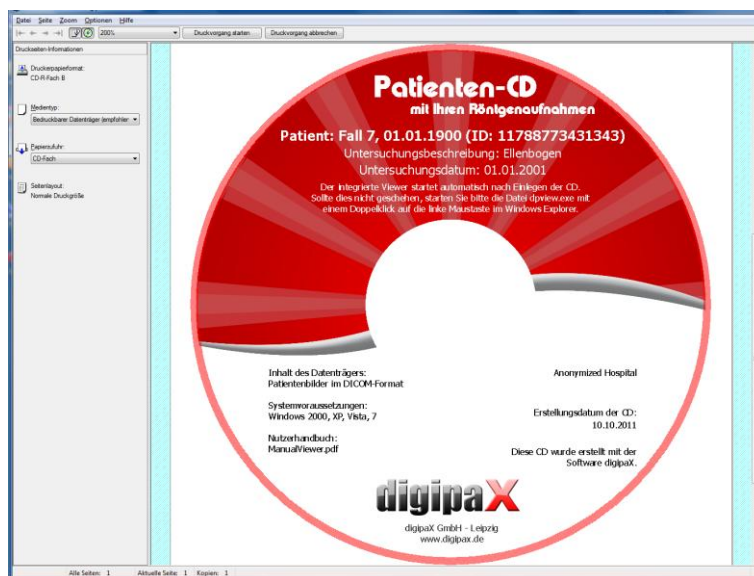 Datei Seite Zoom Optionen Hilfe
200% Druckvorgang starten Druckvorgang abbrechen
Druckseiten-Informationen
Druckerpapierformat:
CD-R-Fach B
Medientyp:
Bedruckbarer Datenträger (empfohlen
Papierzufuhr:
CD-Fach
Seitenlayout:
Normale Druckgröße
Patienten-CD
mit Ihren Röntgenaufnahmen
Patient: Fall 7, 01.01.1900 (ID: 11788773431343)
Untersuchungsbeschreibung: Ellenbogen
Untersuchungsdatum: 01.01.2001
Der integrierte Viewer startet automatisch nach Einlegen der CD.
Sollte dies nicht geschehen, starten Sie bitte die Datei dpview.exe mit
einem Doppelklick auf die linke Maustaste im Windows Explorer.
Inhalt des Datenträgers:
Patientenbilder im DICOM-Format
Systemvoraussetzungen:
Windows 2000, XP, Vista, 7
Nutzerhandbuch:
ManualViewer.pdf
Anonymized Hospital
Erstellungsdatum der CD:
10.10.2011
Diese CD wurde erstellt mit der
Software digipaX.
digipaX
digipaX GmbH - Leipzig
www.digipax.de
Alle Seiten: 1 Aktuelle Seite: 1 Kopien: 1